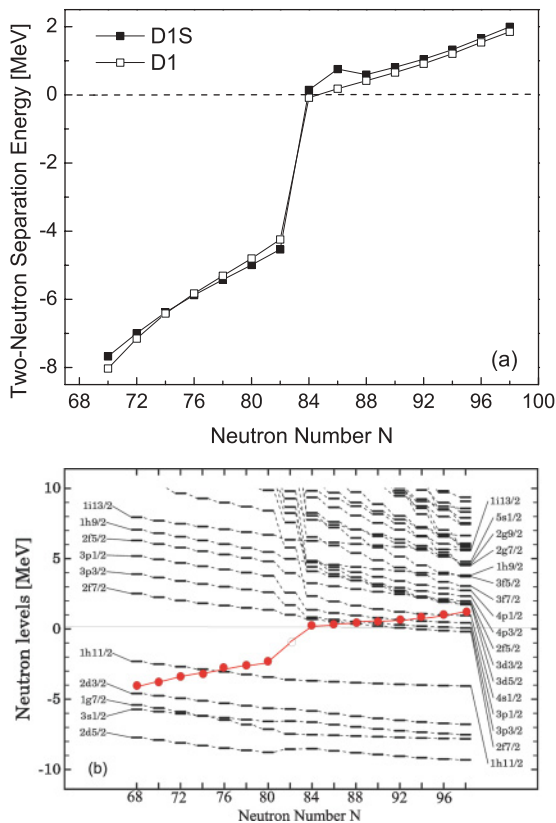 D1S
D1
Two-Neutron Separation Energy [MeV]
2
0
-2
-4
-6
-8
(a)
68 72 76 80 84 88 92 96 100
Neutron Number N
Neutron levels [MeV]
10
5
0
-5
-10
1i13/2
1h9/2
2f5/2
3p1/2
3p3/2
2f7/2
1h11/2
2d3/2
1g7/2
3s1/2
2d5/2
1i13/2
5s1/2
2g9/2
2g7/2
1h9/2
3f5/2
3f7/2
4p1/2
4p3/2
2f5/2
3d3/2
3d5/2
4s1/2
3p1/2
3p3/2
2f7/2
1h11/2
(b)
68 72 76 80 84 88 92 96
Neutron Number N